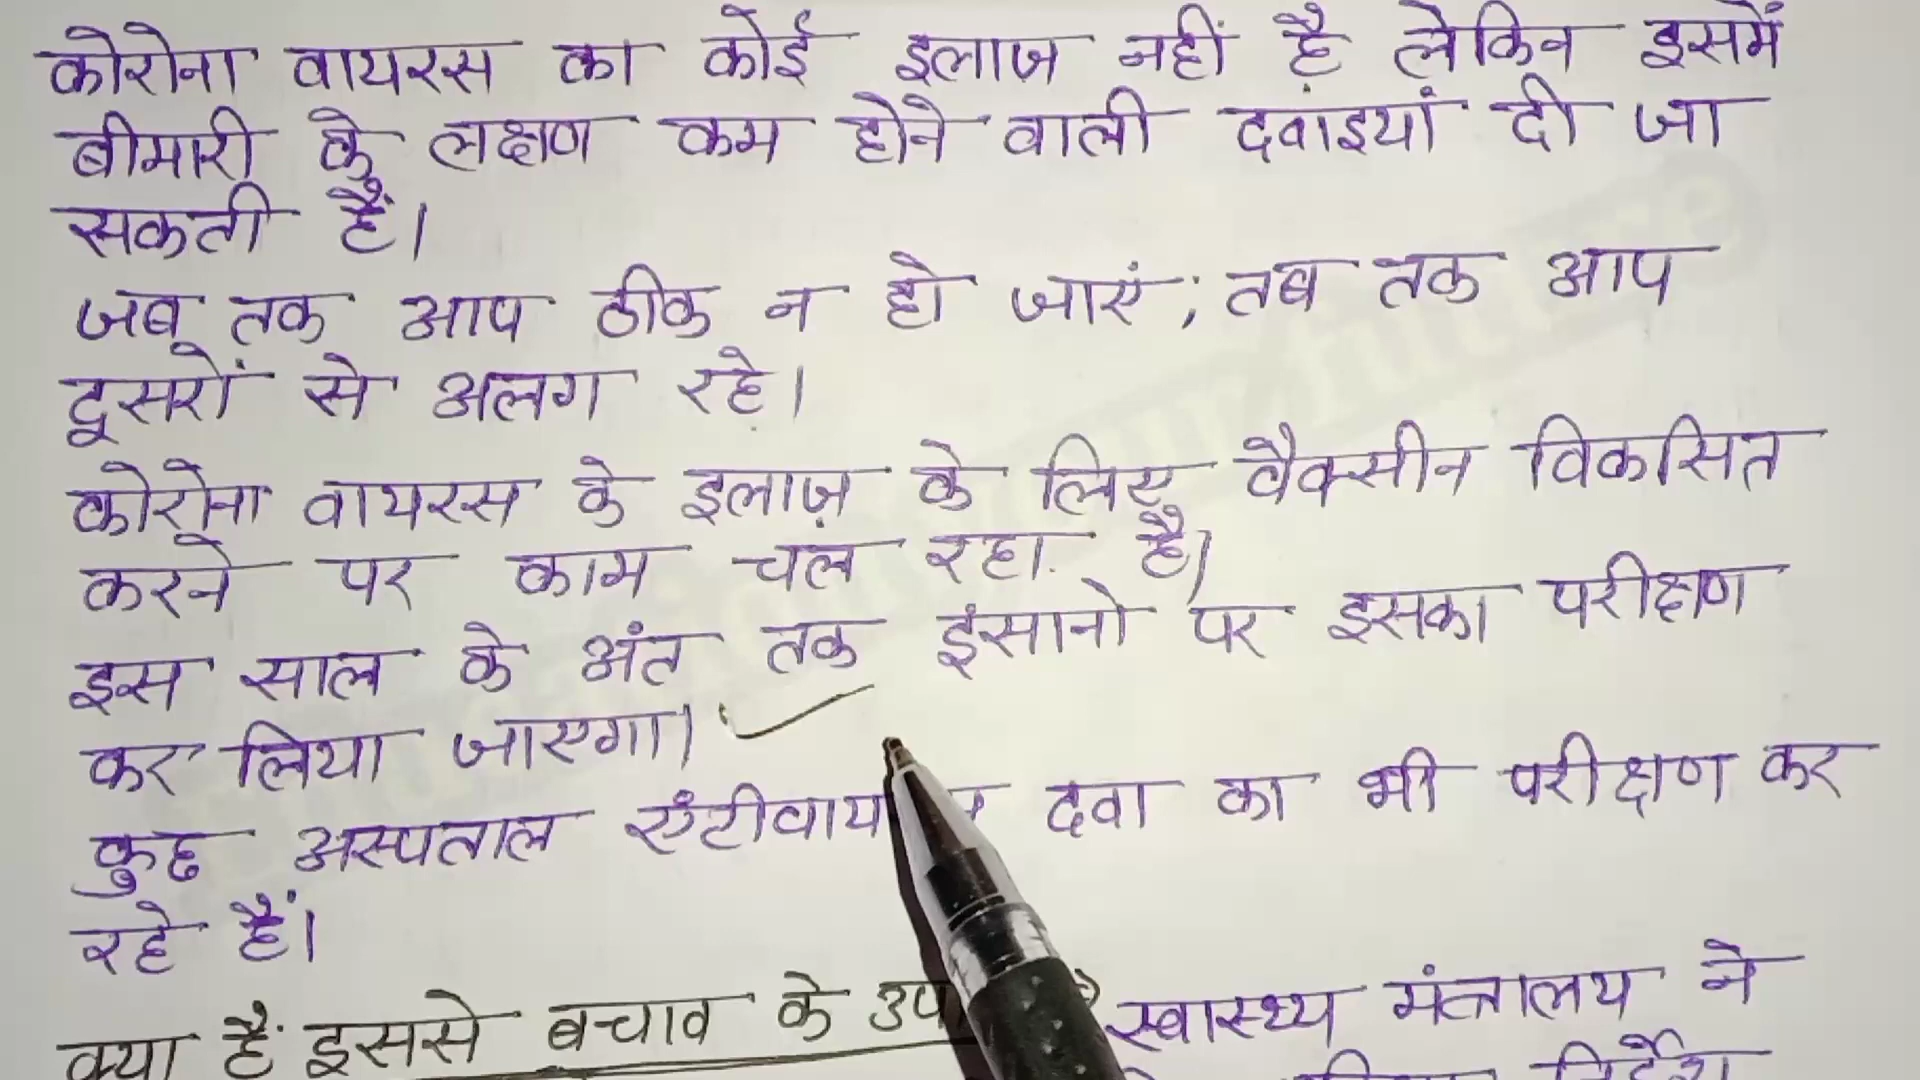 कोरोना वायरस का कोई इलाज़ नहीं है लेकिन इसमें
बीमारी के लक्षण कम होने वाली दवाइयां दी जा
सकती हैं।
जब तक आप ठीक न हो जाएं, तब तक आप
दूसरों से अलग रहे।
कोरोना वायरस के इलाज़ के लिए वैक्सीन विकसित
करने पर काम चल रहा है।
इस साल के अंत तक इंसानो पर इसका परीक्षण
कर लिया जाएगा।
कुछ अस्पताल दवा का भी परीक्षण कर
रहे हैं।
क्या हैं इससे बचाव के स्वास्थ्य मंत्रालय ने